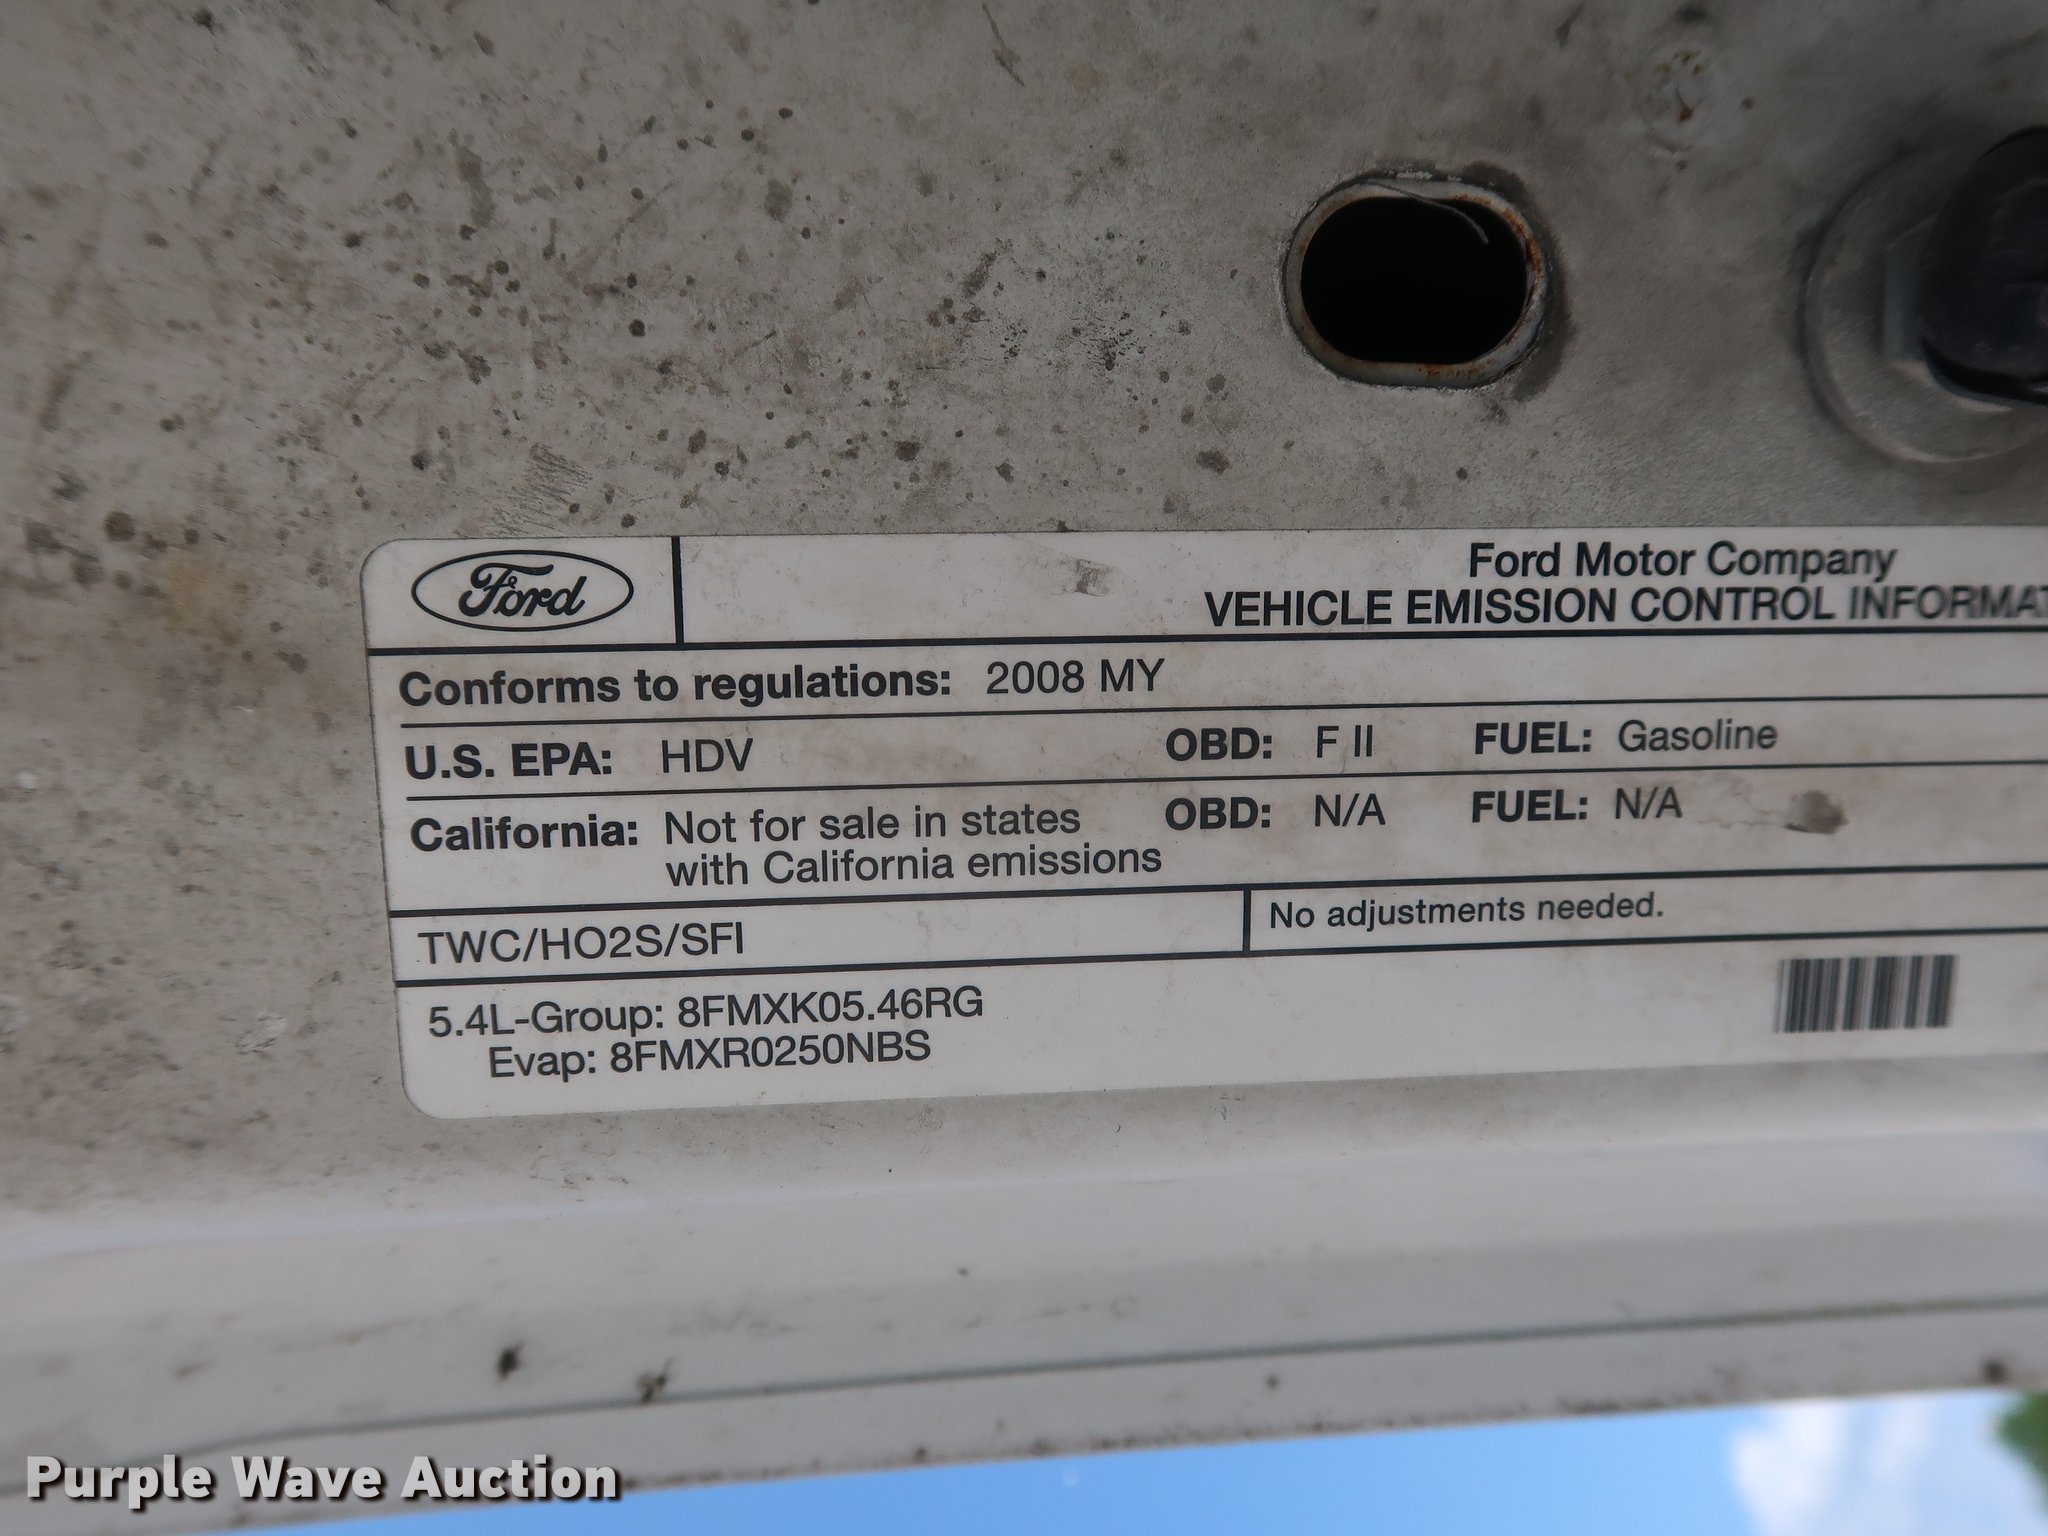 Ford
Ford Motor Company
VEHICLE EMISSION CONTROL INFORMAT
Conforms to regulations: 2008 MY
U.S. EPA: HDV OBD: F II FUEL: Gasoline
California: Not for sale in states OBD: N/A FUEL: N/A
with California emissions
TWC/HO2S/SFI
No adjustments needed.
5.4L-Group: 8FMXK05.46RG
Evap: 8FMXR0250NBS
Purple Wave Auction